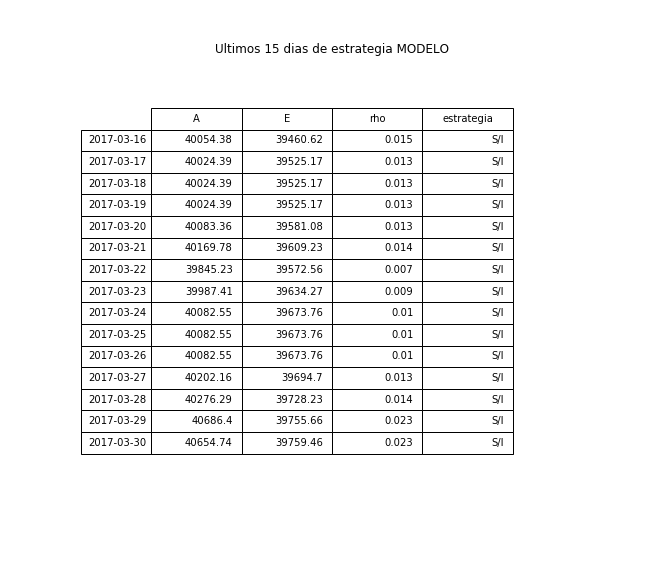 Ultimos 15 dias de estrategia MODELO
A E rho estrategia
2017-03-16 40054.38 39460.62 0.015 S/I
2017-03-17 40024.39 39525.17 0.013 S/I
2017-03-18 40024.39 39525.17 0.013 S/I
2017-03-19 40024.39 39525.17 0.013 S/I
2017-03-20 40083.36 39581.08 0.013 S/I
2017-03-21 40169.78 39609.23 0.014 S/I
2017-03-22 39845.23 39572.56 0.007 S/I
2017-03-23 39987.41 39634.27 0.009 S/I
2017-03-24 40082.55 39673.76 0.01 S/I
2017-03-25 40082.55 39673.76 0.01 S/I
2017-03-26 40082.55 39673.76 0.01 S/I
2017-03-27 40202.16 39694.7 0.013 S/I
2017-03-28 40276.29 39728.23 0.014 S/I
2017-03-29 40686.4 39755.66 0.023 S/I
2017-03-30 40654.74 39759.46 0.023 S/I